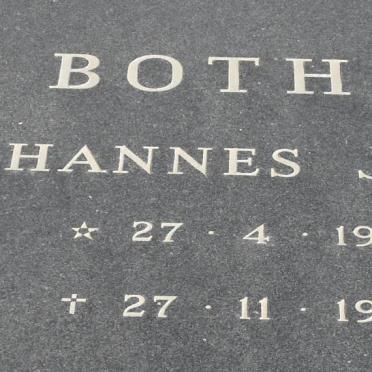 BOTH
HANNES
☆ 27 · 4 · 19
✝ 27 · 11 · 19